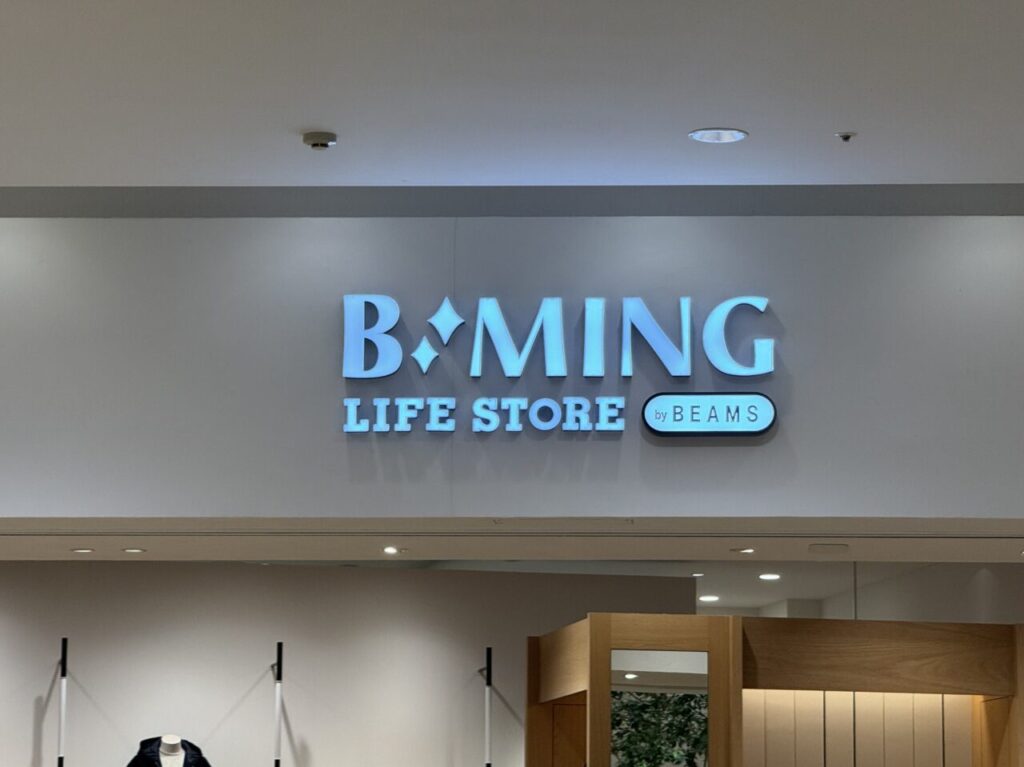 B:MING
LIFE STORE
by BEAMS